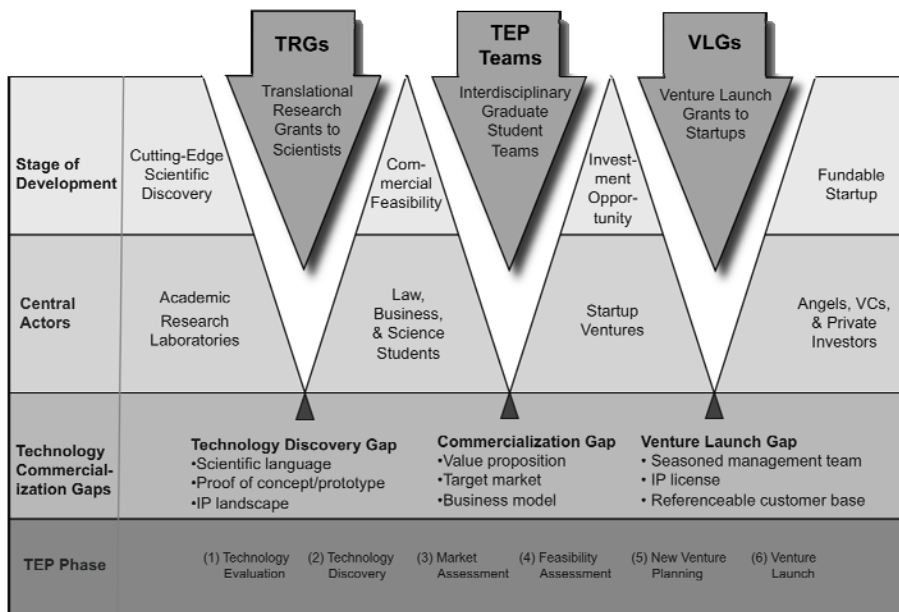 TRGs
Translational
Research
Grants to
Scientists
TEP
Teams
Interdisciplinary
Graduate
Student
Teams
VLGs
Venture Launch
Grants to
Startups
Stage of
Development
Cutting-Edge
Scientific
Discovery
Com-
mercial
Feasibility
Invest-
ment
Oppor-
tunity
Fundable
Startup
Central
Actors
Academic
Research
Laboratories
Law,
Business,
& Science
Students
Startup
Ventures
Angels, VCs,
& Private
Investors
Technology
Commercial-
ization Gaps
Technology Discovery Gap
•Scientific language
•Proof of concept/prototype
•IP landscape
Commercialization Gap
•Value proposition
•Target market
•Business model
Venture Launch Gap
• Seasoned management team
• IP license
• Referenceable customer base
TEP Phase
(1) Technology
Evaluation
(2) Technology
Discovery
(3) Market
Assessment
(4) Feasibility
Assessment
(5) New Venture
Planning
(6) Venture
Launch